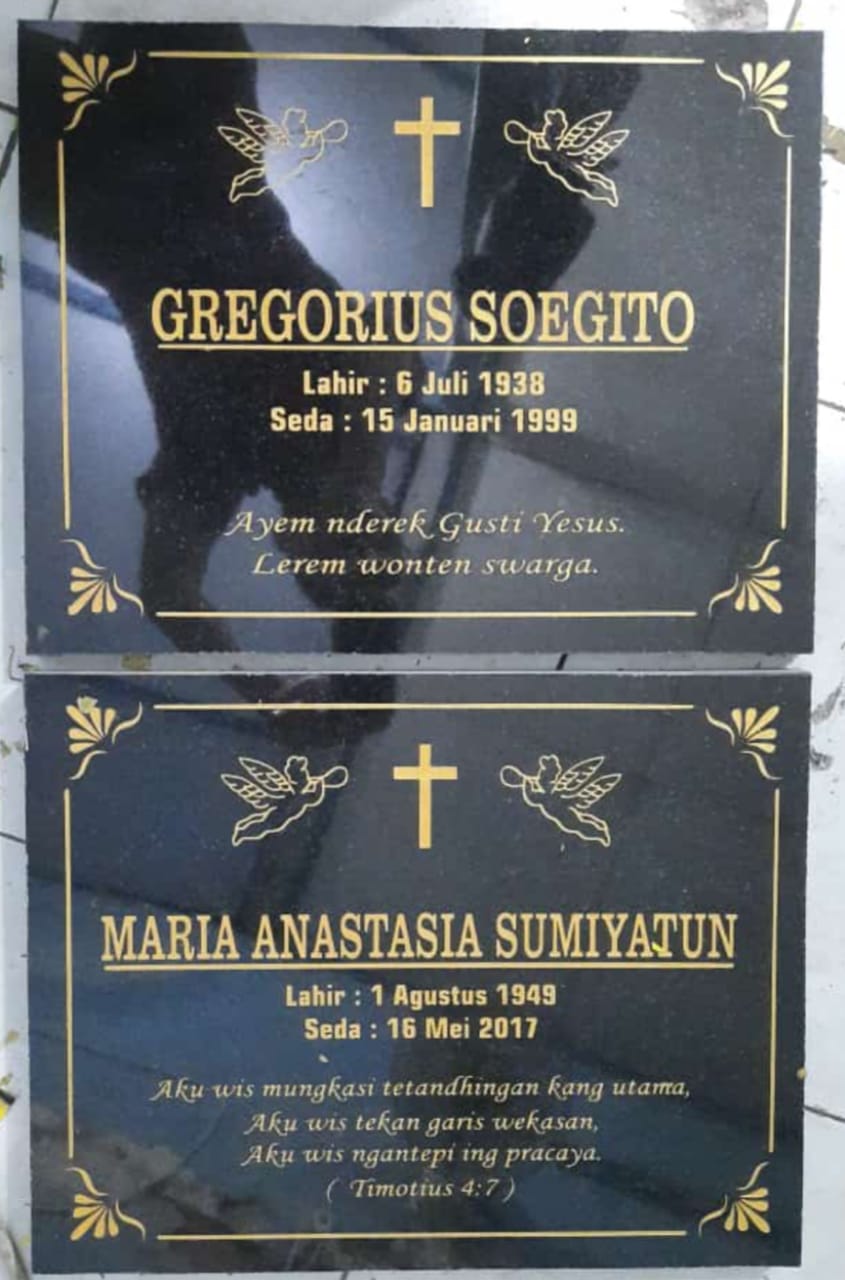 GREGORIUS SOEGITO
Lahir : 6 Juli 1938
Seda : 15 Januari 1999
Ayem nderek Gusti Yesus.
Lerem wonten swarga.
MARIA ANASTASIA SUMIYATUN
Lahir : 1 Agustus 1949
Seda : 16 Mei 2017
Aku wis mungkasi tetandhingan kang utama,
Aku wis tekan garis wekasan,
Aku wis ngantepi ing pracaya.
( Timotius 4:7 )